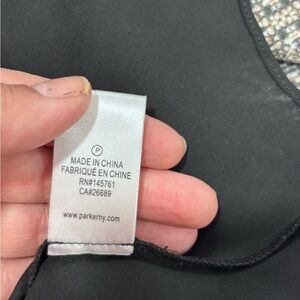 P
MADE IN CHINA
FABRIQUÉ EN CHINE
RN#145761
CA#26689
www.parkerny.com